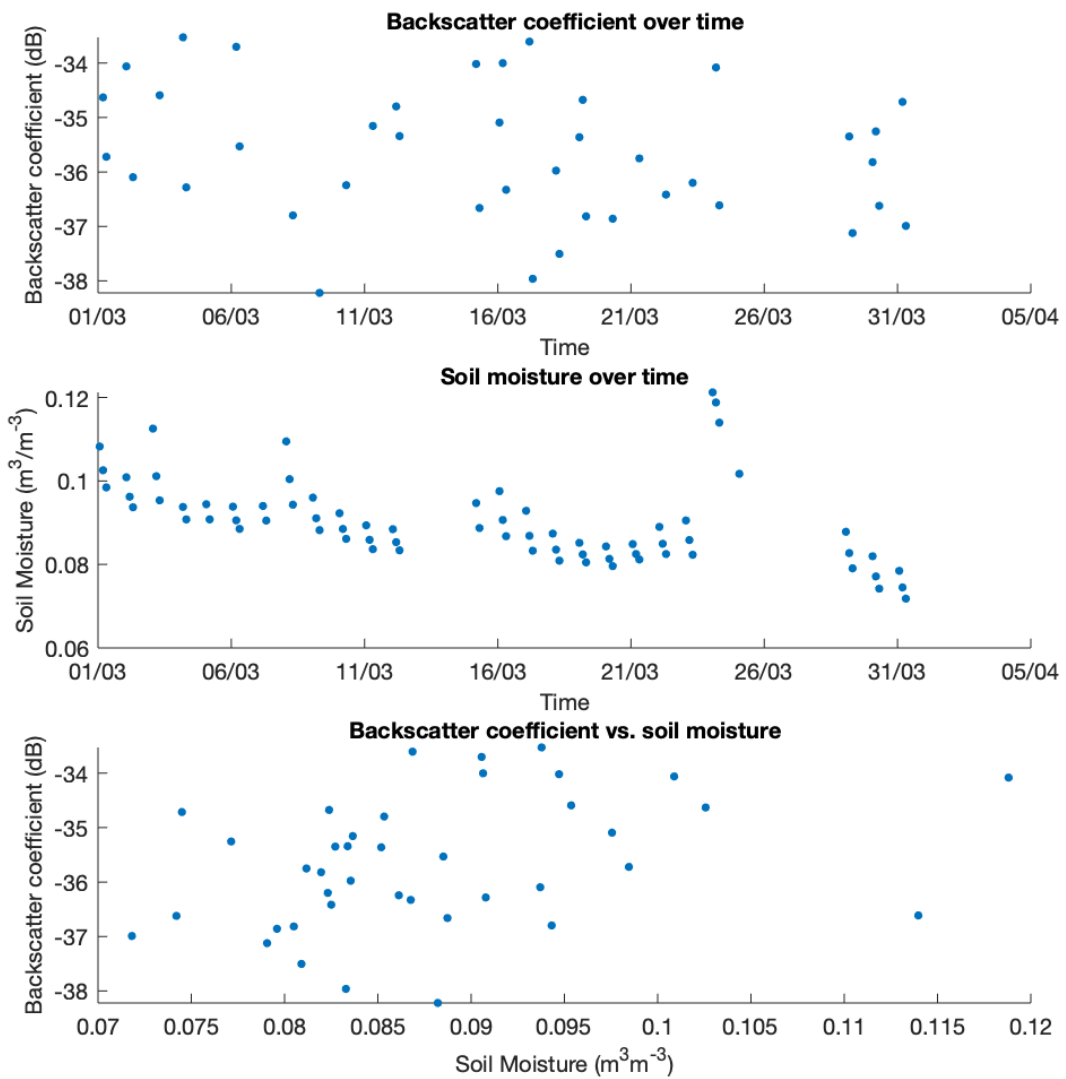 Backscatter coefficient over time
Backscatter coefficient (dB)
-34
-35
-36
-37
-38
01/03 06/03 11/03 16/03 21/03 26/03 31/03 05/04
Time
Soil moisture over time
Soil Moisture (m³/m⁻³)
0.12
0.1
0.08
0.06
01/03 06/03 11/03 16/03 21/03 26/03 31/03 05/04
Time
Backscatter coefficient vs. soil moisture
Backscatter coefficient (dB)
-34
-35
-36
-37
-38
0.07 0.075 0.08 0.085 0.09 0.095 0.1 0.105 0.11 0.115 0.12
Soil Moisture (m³m⁻³)